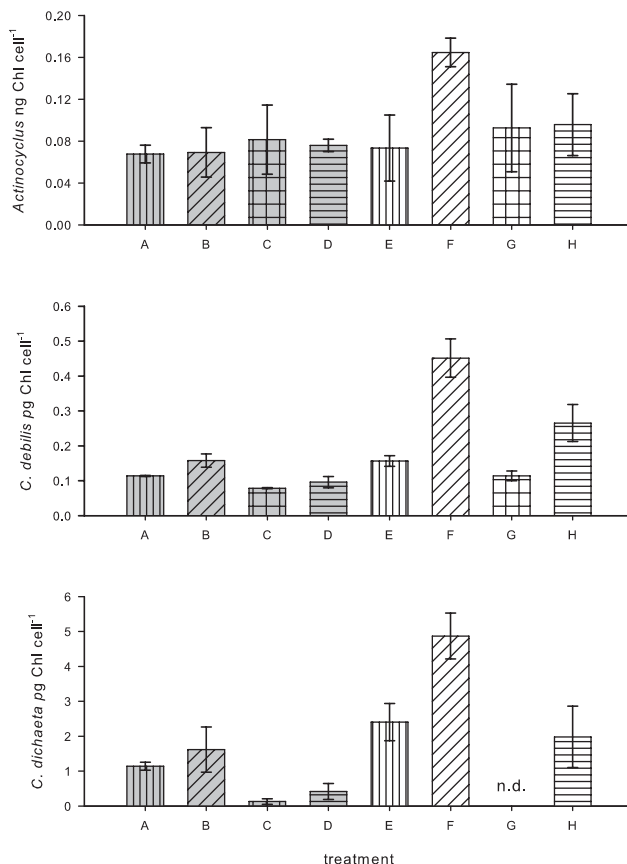 Actinocyclus ng Chl cell⁻¹
0.20
0.16
0.12
0.08
0.04
0.00
A B C D E F G H
C. debilis pg Chl cell⁻¹
0.6
0.5
0.4
0.3
0.2
0.1
0.0
A B C D E F G H
C. dichaeta pg Chl cell⁻¹
6
5
4
3
2
1
0
n.d.
A B C D E F G H
treatment